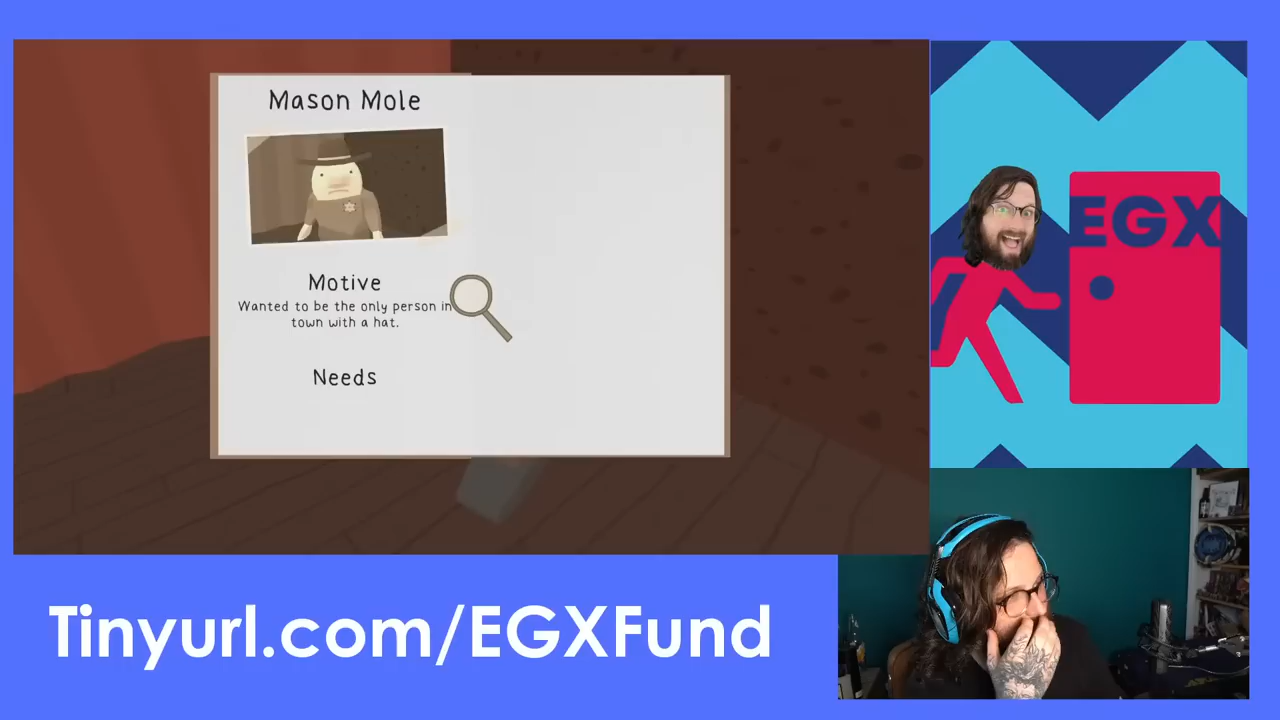 Mason Mole
Motive
Wanted to be the only person in
town with a hat.
Needs
EGX
Tinyurl.com/EGXFund